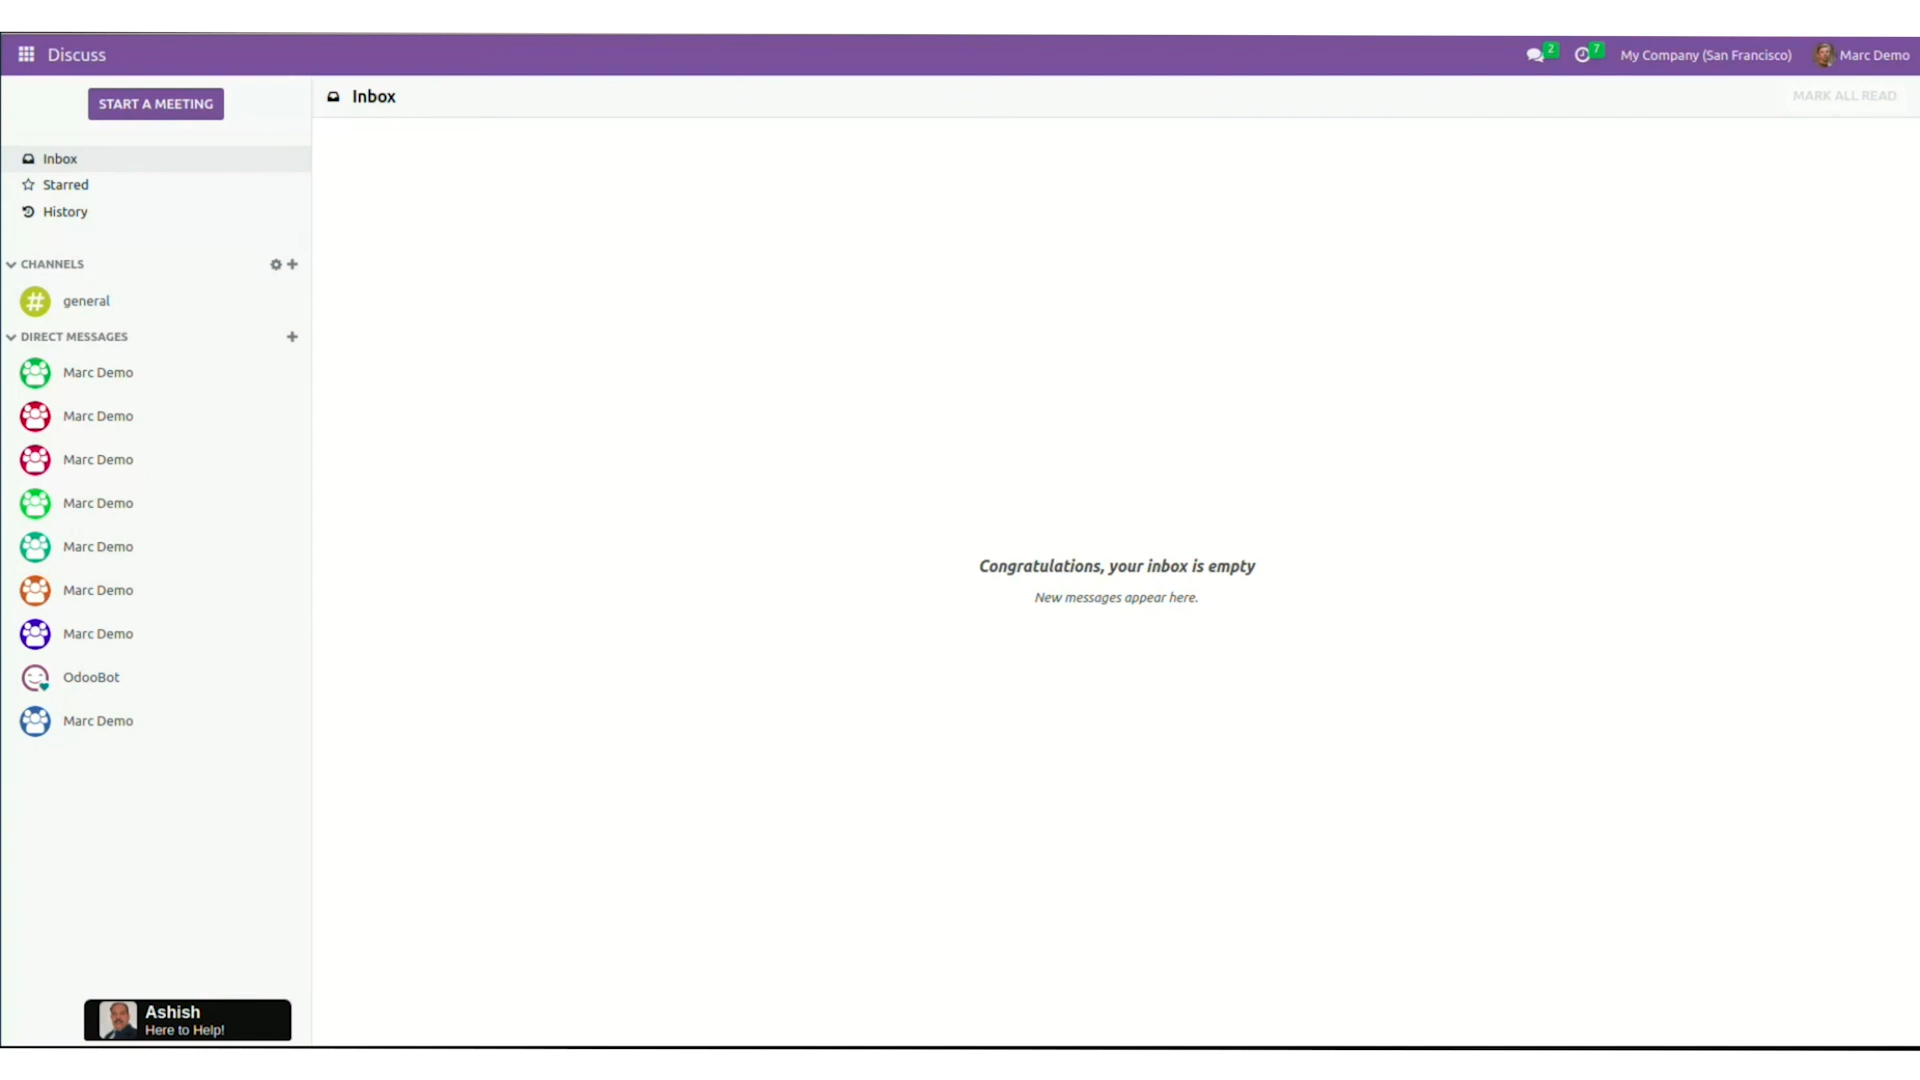 Discuss
2
7
My Company (San Francisco)
Marc Demo
START A MEETING
Inbox
MARK ALL READ
Inbox
Starred
History
CHANNELS
general
DIRECT MESSAGES
Marc Demo
Marc Demo
Marc Demo
Marc Demo
Marc Demo
Marc Demo
Marc Demo
OdooBot
Marc Demo
Congratulations, your inbox is empty
New messages appear here.
Ashish
Here to Help!